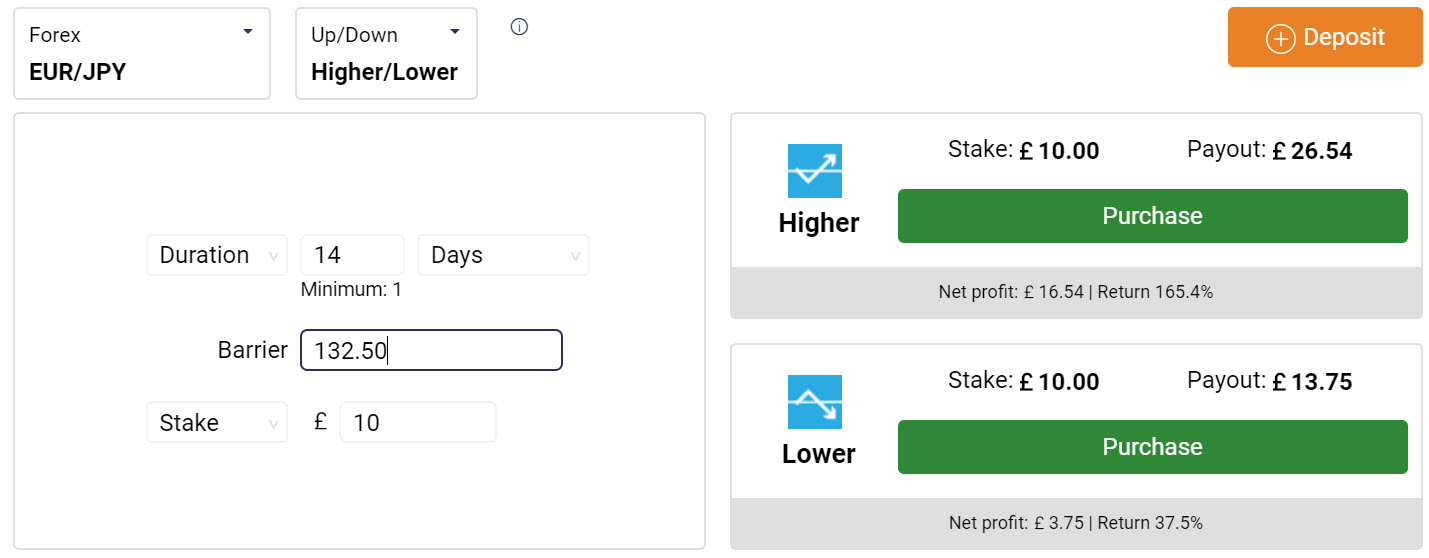 Forex
EUR/JPY
Up/Down
Higher/Lower
Deposit
Duration 14 Days
Minimum: 1
Barrier 132.50
Stake £ 10
Higher
Stake: £ 10.00 Payout: £ 26.54
Purchase
Net profit: £ 16.54 | Return 165.4%
Lower
Stake: £ 10.00 Payout: £ 13.75
Purchase
Net profit: £ 3.75 | Return 37.5%